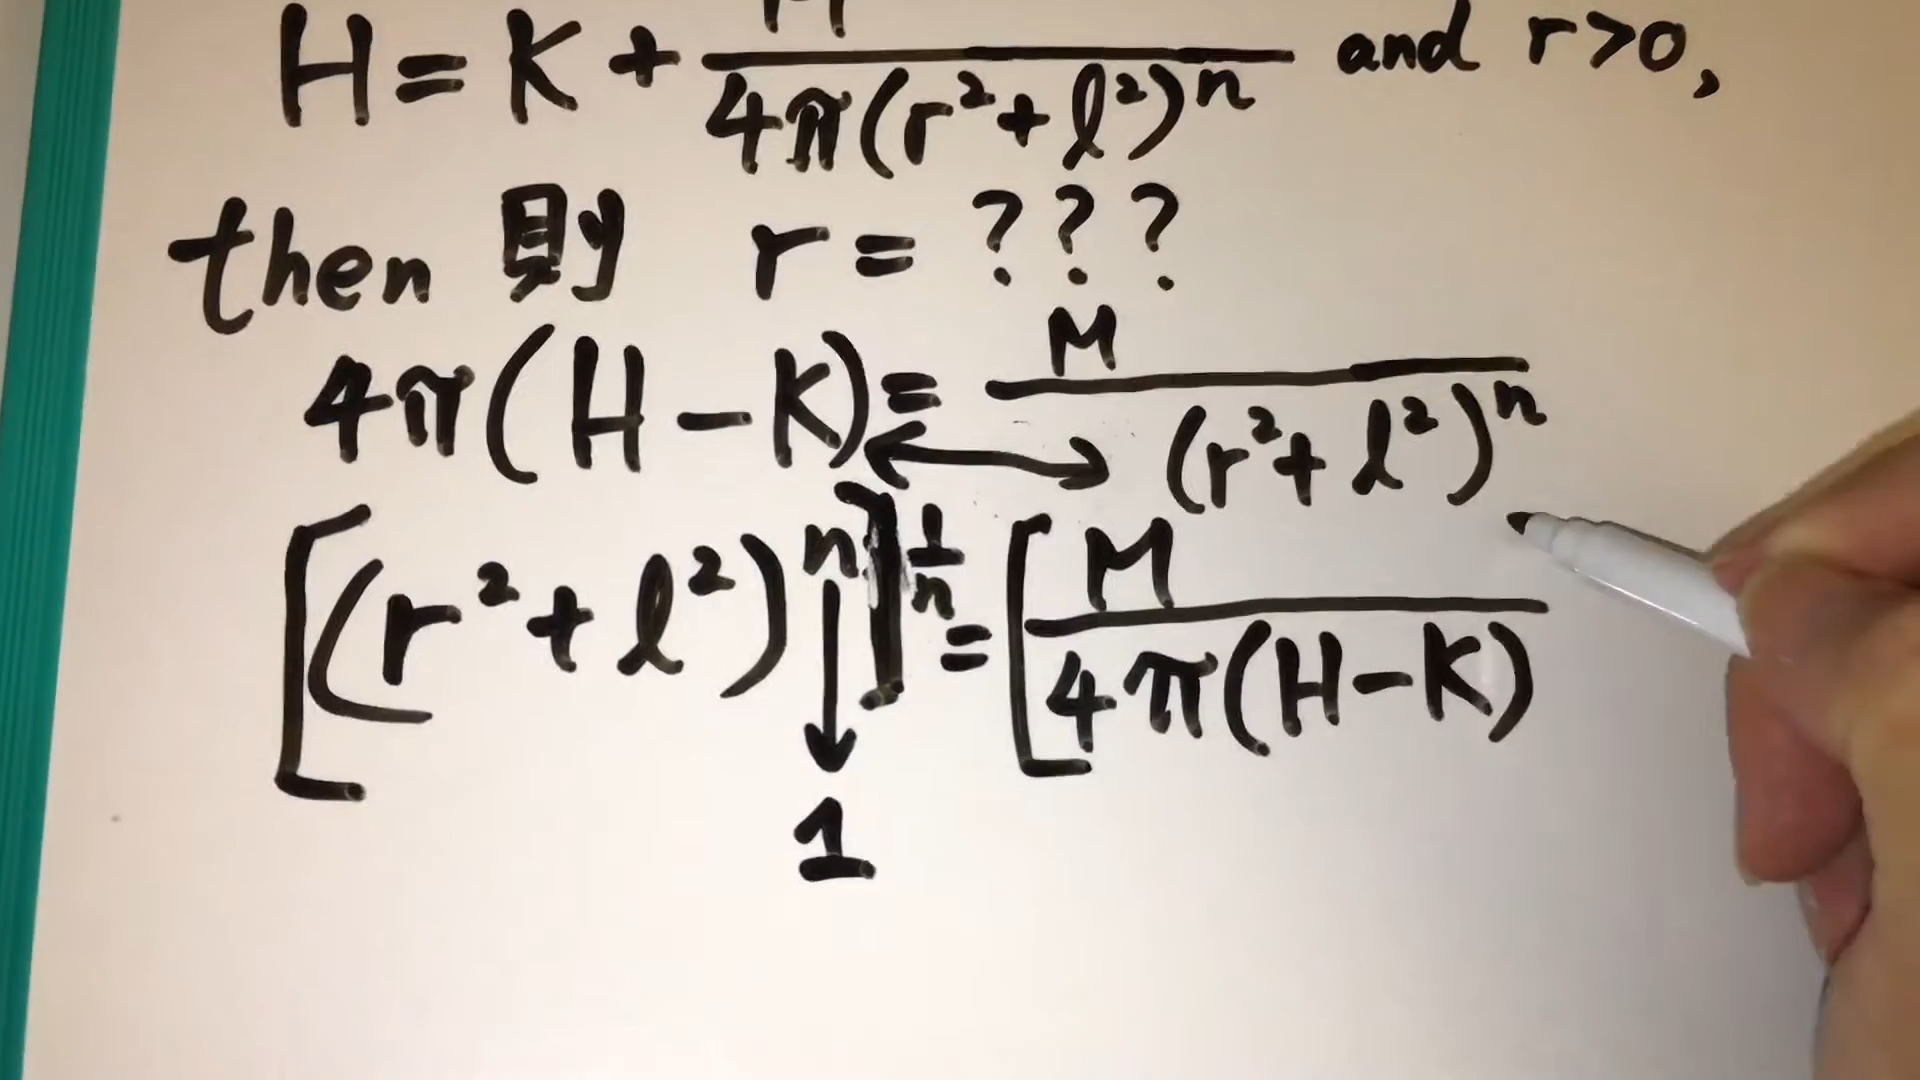 H = K + M / 4π(r² + l²)ⁿ and r > 0,
then 則 r = ? ? ?
4π(H − K) = M / (r² + l²)ⁿ
[(r² + l²)ⁿ]^(1/n) = [M / 4π(H − K)
1